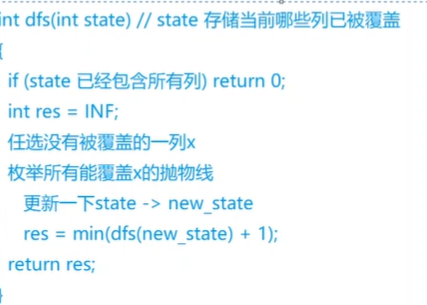 int dfs(int state) // state 存储当前哪些列已被覆盖
{
if (state 已经包含所有列) return 0;
int res = INF;
任选没有被覆盖的一列x
枚举所有能覆盖x的抛物线
更新一下state -> new_state
res = min(dfs(new_state) + 1);
return res;
}